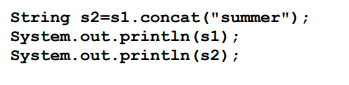 String s2=s1.concat("summer");
System.out.println(s1);
System.out.println(s2);